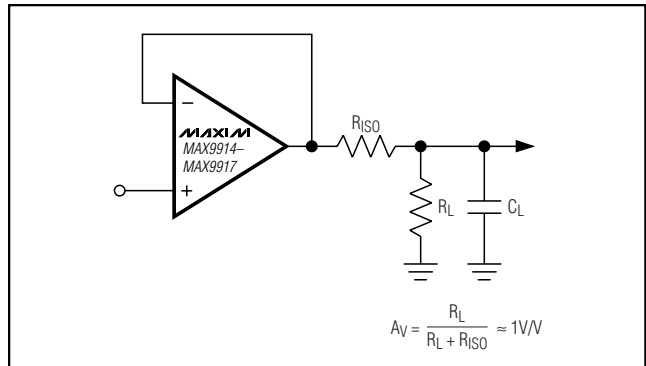 RISO
−
MAXIM
MAX9914–
MAX9917
+
RL
CL
AV = RL / RL + RISO ≈ 1V/V